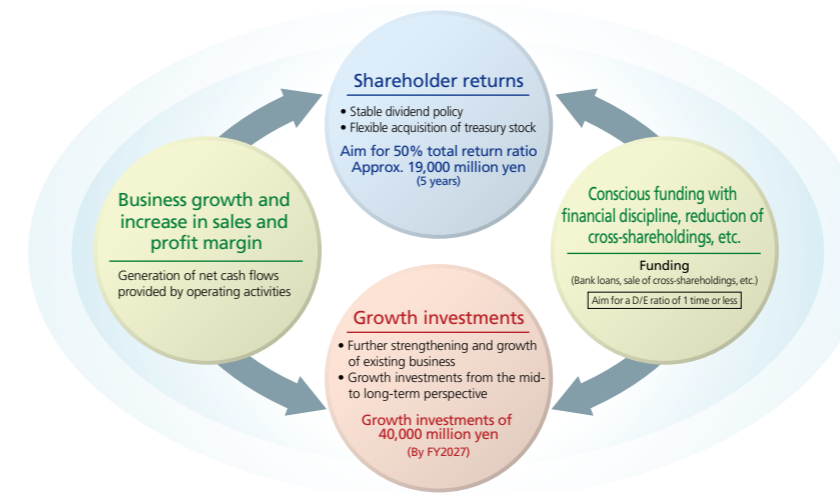 Shareholder returns
• Stable dividend policy
• Flexible acquisition of treasury stock
Aim for 50% total return ratio
Approx. 19,000 million yen
(5 years)
Business growth and
increase in sales and
profit margin
Generation of net cash flows
provided by operating activities
Conscious funding with
financial discipline, reduction of
cross-shareholdings, etc.
Funding
(Bank loans, sale of cross-shareholdings, etc.)
Aim for a D/E ratio of 1 time or less
Growth investments
• Further strengthening and growth
of existing business
• Growth investments from the mid-
to long-term perspective
Growth investments of
40,000 million yen
(By FY2027)